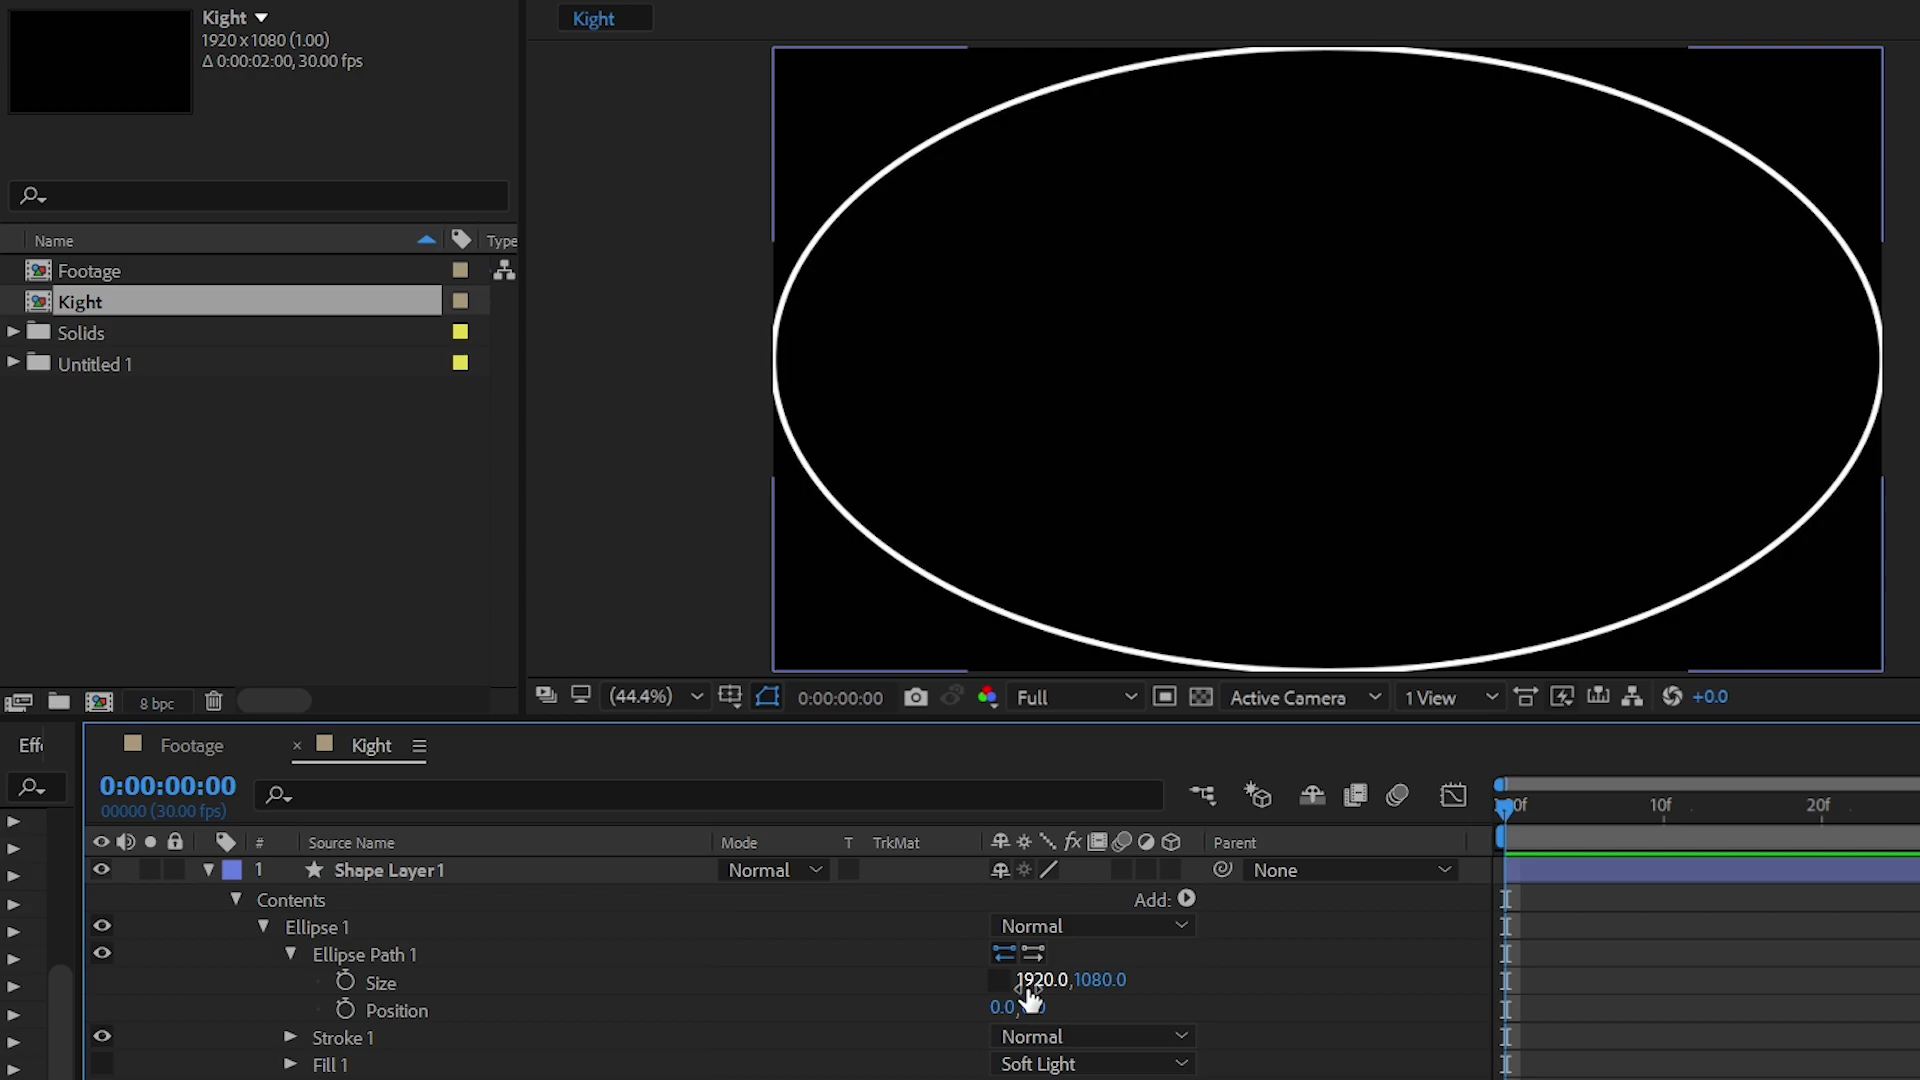 Kight
1920 x 1080 (1.00)
Δ 0:00:02:00, 30.00 fps
Kight
Name
Type
Footage
Kight
Solids
Untitled 1
8 bpc
(44.4%)
0:00:00:00
Full
Active Camera
1 View
+0.0
Eff
Footage
× Kight
0:00:00:00
00000 (30.00 fps)
10f
20f
#
Source Name
Mode
T
TrkMat
fx
Parent
1
Shape Layer 1
Normal
None
Contents
Add:
Ellipse 1
Normal
Ellipse Path 1
Size
1920.0,1080.0
Position
0.0,
Stroke 1
Normal
Fill 1
Soft Light